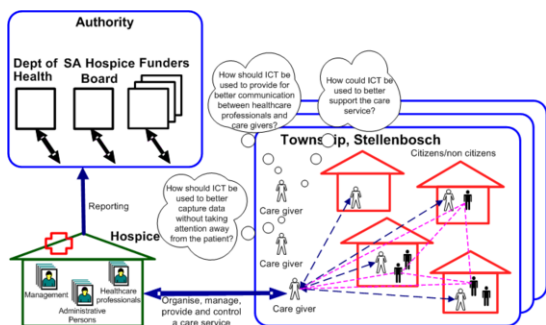 Authority
Dept of
Health
SA Hospice
Board
Funders
How should ICT be
used to provide for
better communication
between healthcare
professionals and
care givers?
How could ICT be
used to better
support the care
service?
Township, Stellenbosch
Citizens/non citizens
How should ICT be
used to better
capture data
without taking
attention away
from the patient?
Care giver
Care giver
Care giver
Reporting
Hospice
Management
Healthcare
professionals
Administrative
Persons
Organise, manage,
provide and control
a care service